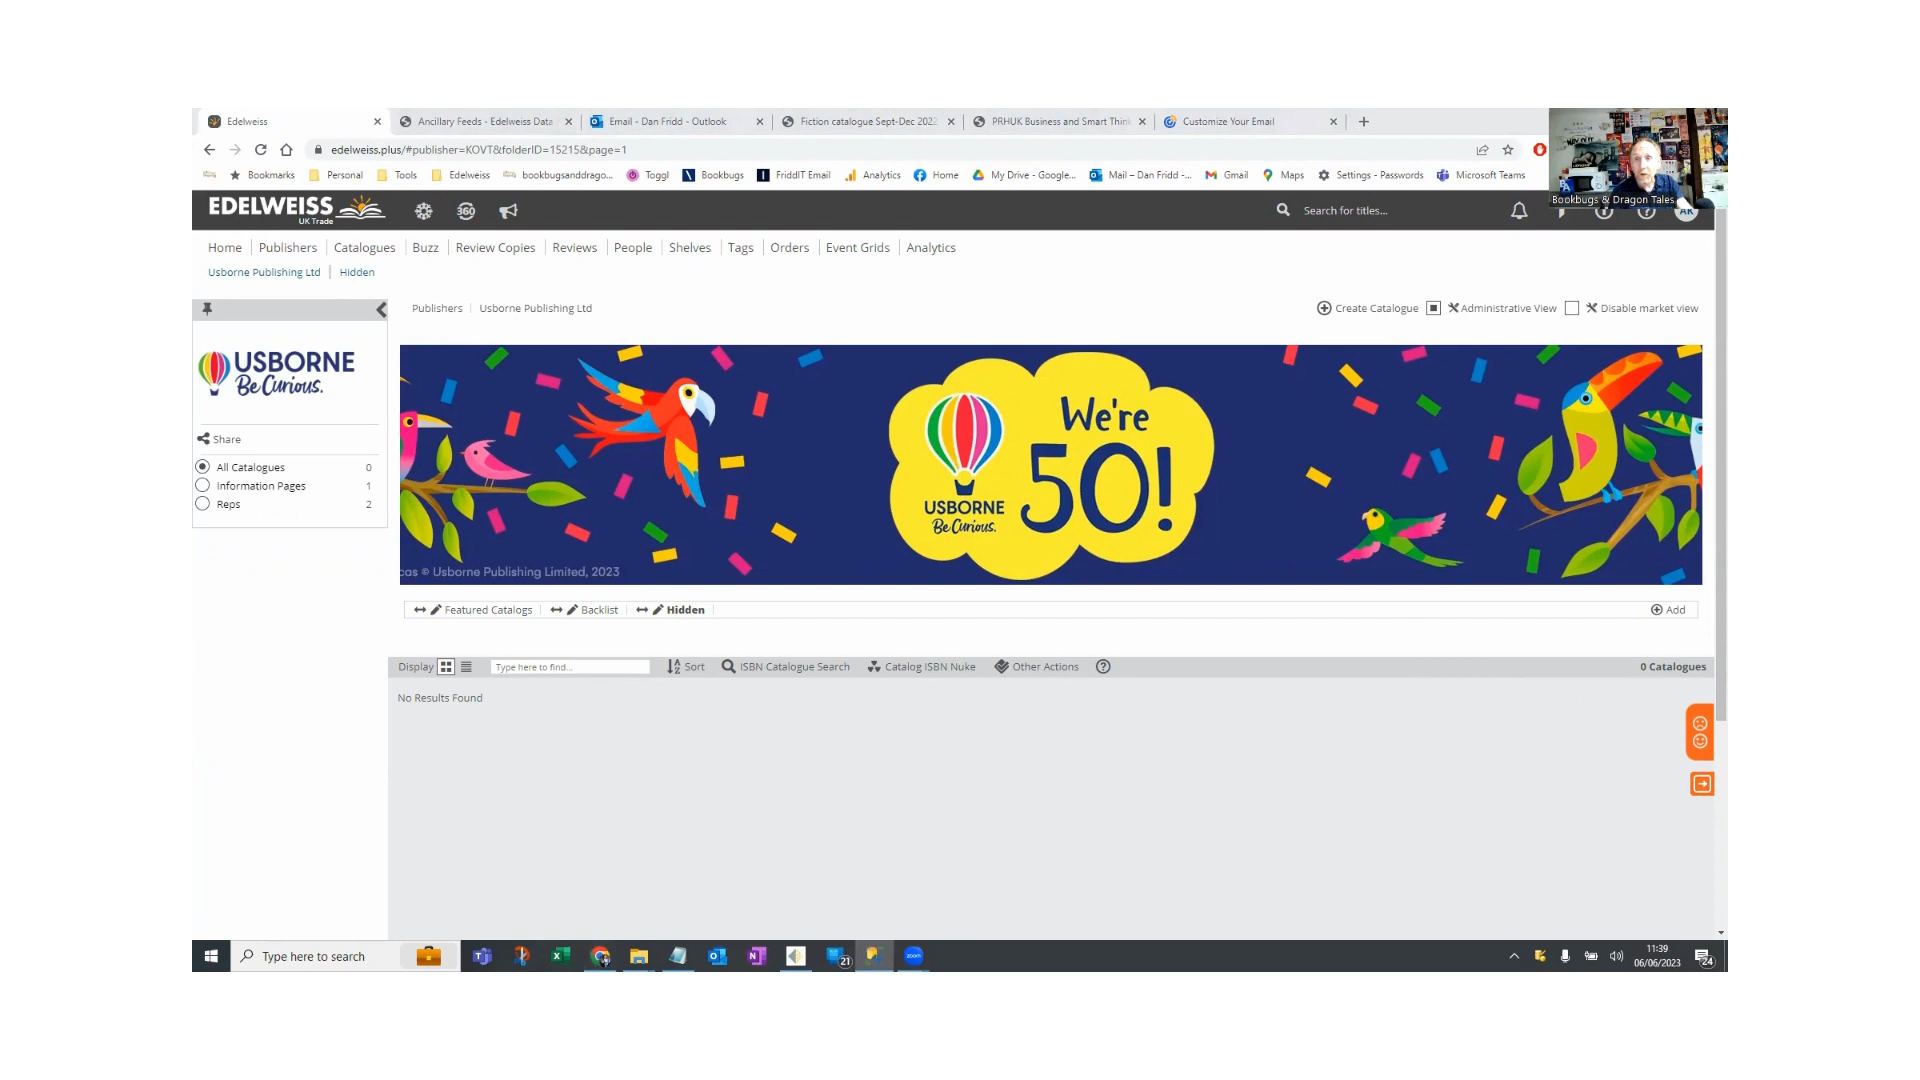 Edelweiss
Ancillary Feeds - Edelweiss Data
Email - Dan Fridd - Outlook
Fiction catalogue Sept-Dec 202
PRHUK Business and Smart Think
Customize Your Email
edelweiss.plus/#publisher=KOVT&folderID=15215&page=1
Bookmarks Personal Tools Edelweiss bookbugsanddrago... Toggl Bookbugs FriddIT Email Analytics Home My Drive - Google... Mail – Dan Fridd -... Gmail Maps Settings - Passwords Microsoft Teams
Bookbugs & Dragon Tales
EDELWEISS
UK Trade
360
Search for titles...
AK
Home Publishers Catalogues Buzz Review Copies Reviews People Shelves Tags Orders Event Grids Analytics
Usborne Publishing Ltd Hidden
Publishers Usborne Publishing Ltd
Create Catalogue Administrative View Disable market view
USBORNE
Be Curious.
Share
All Catalogues 0
Information Pages 1
Reps 2
We're
50!
USBORNE
Be Curious.
cas © Usborne Publishing Limited, 2023
Featured Catalogs Backlist Hidden Add
Display Type here to find... Sort ISBN Catalogue Search Catalog ISBN Nuke Other Actions 0 Catalogues
No Results Found
Type here to search
21
zoom
11:39
06/06/2023
24